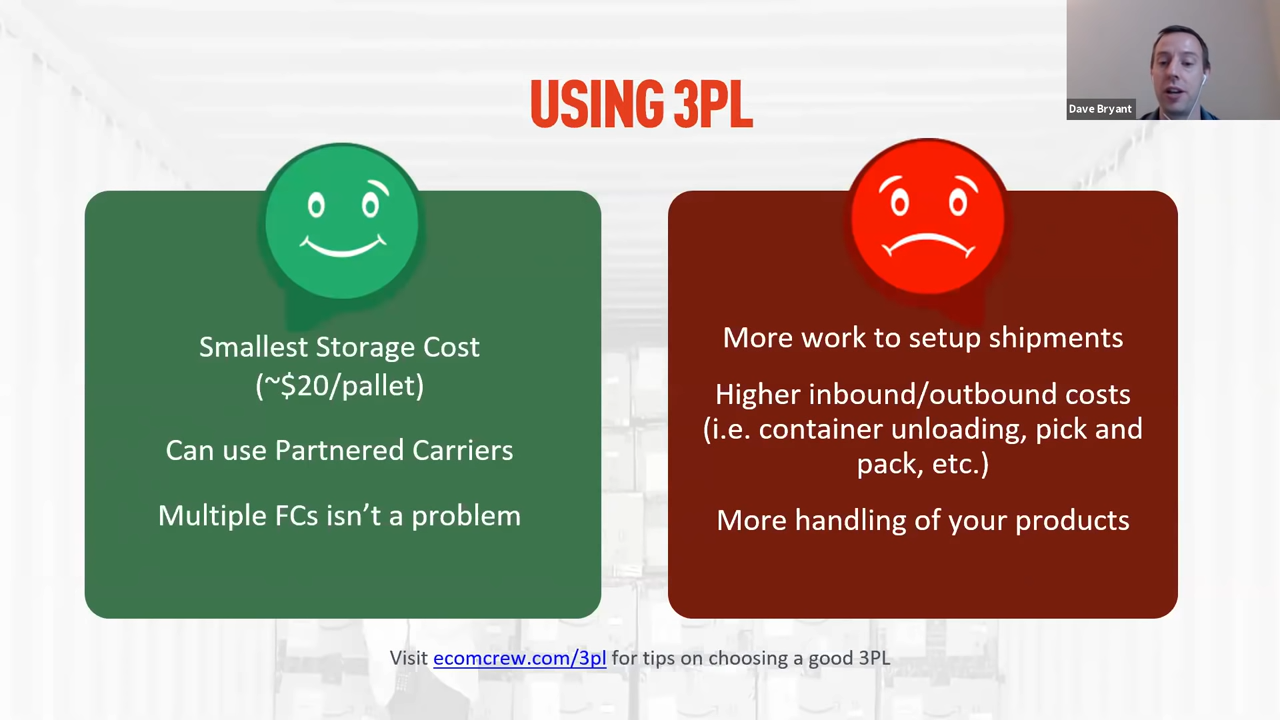 USING 3PL
Dave Bryant
Smallest Storage Cost
(~$20/pallet)
Can use Partnered Carriers
Multiple FCs isn’t a problem
More work to setup shipments
Higher inbound/outbound costs
(i.e. container unloading, pick and
pack, etc.)
More handling of your products
Visit ecomcrew.com/3pl for tips on choosing a good 3PL